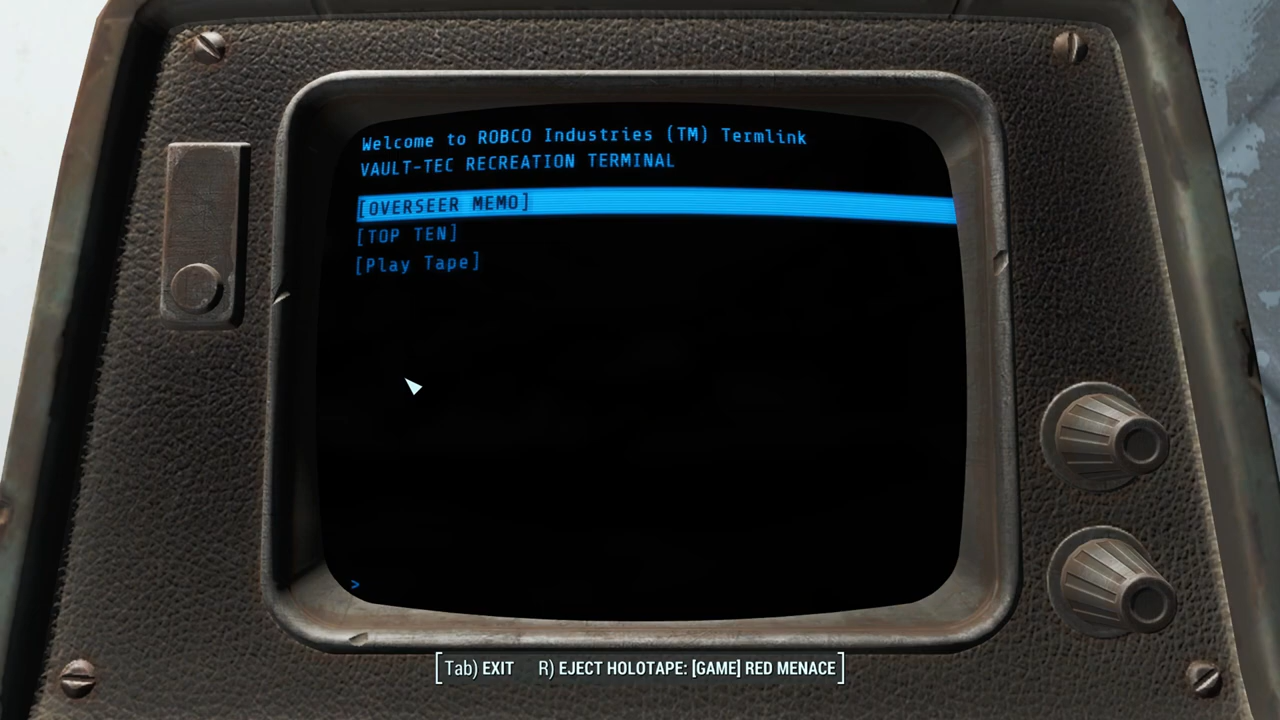 Welcome to ROBCO Industries (TM) Termlink
VAULT-TEC RECREATION TERMINAL
[OVERSEER MEMO]
[TOP TEN]
[Play Tape]
>
[Tab) EXIT R) EJECT HOLOTAPE: [GAME] RED MENACE]